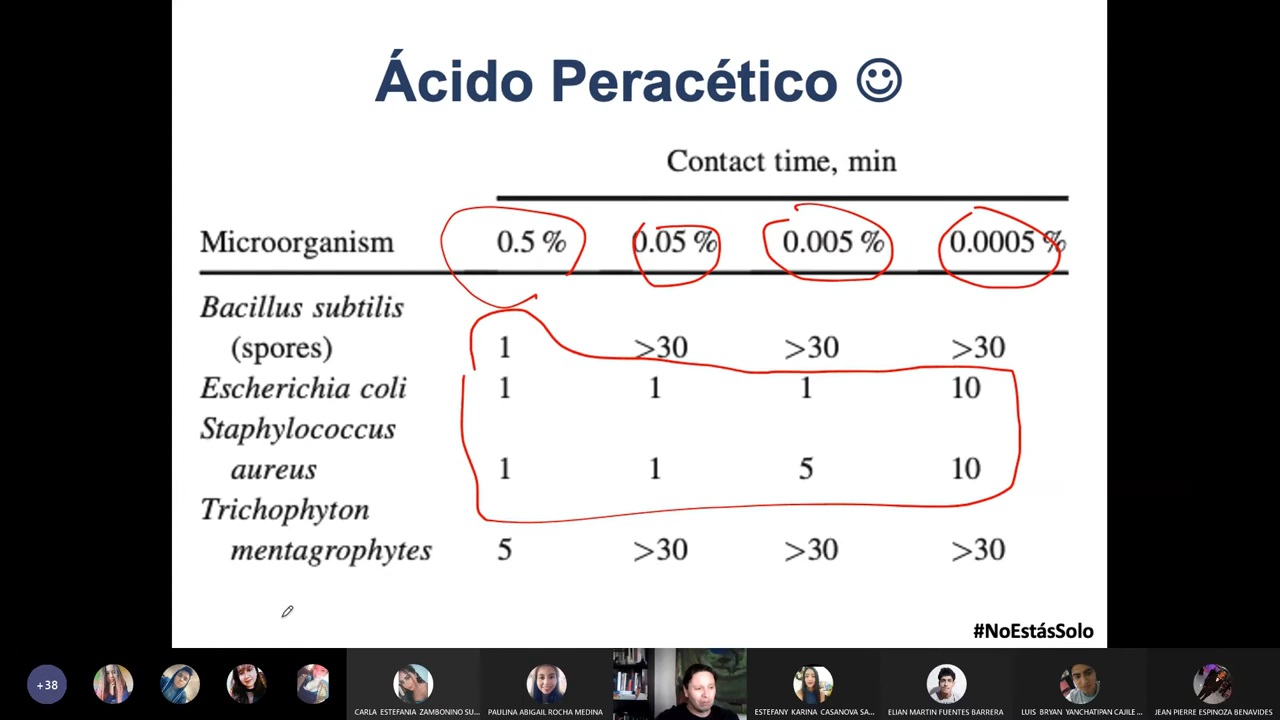 Ácido Peracético ☺
Contact time, min
Microorganism 0.5 % 0.05 % 0.005 % 0.0005 %
Bacillus subtilis
(spores) 1 >30 >30 >30
Escherichia coli 1 1 1 10
Staphylococcus
aureus 1 1 5 10
Trichophyton
mentagrophytes 5 >30 >30 >30
#NoEstásSolo
+38
CARLA ESTEFANIA ZAMBONINO SU...
PAULINA ABIGAIL ROCHA MEDINA
ESTEFANY KARINA CASANOVA SA...
ELIAN MARTIN FUENTES BARRERA
LUIS BRYAN YANCHATIPAN CAJILE...
JEAN PIERRE ESPINOZA BENAVIDES